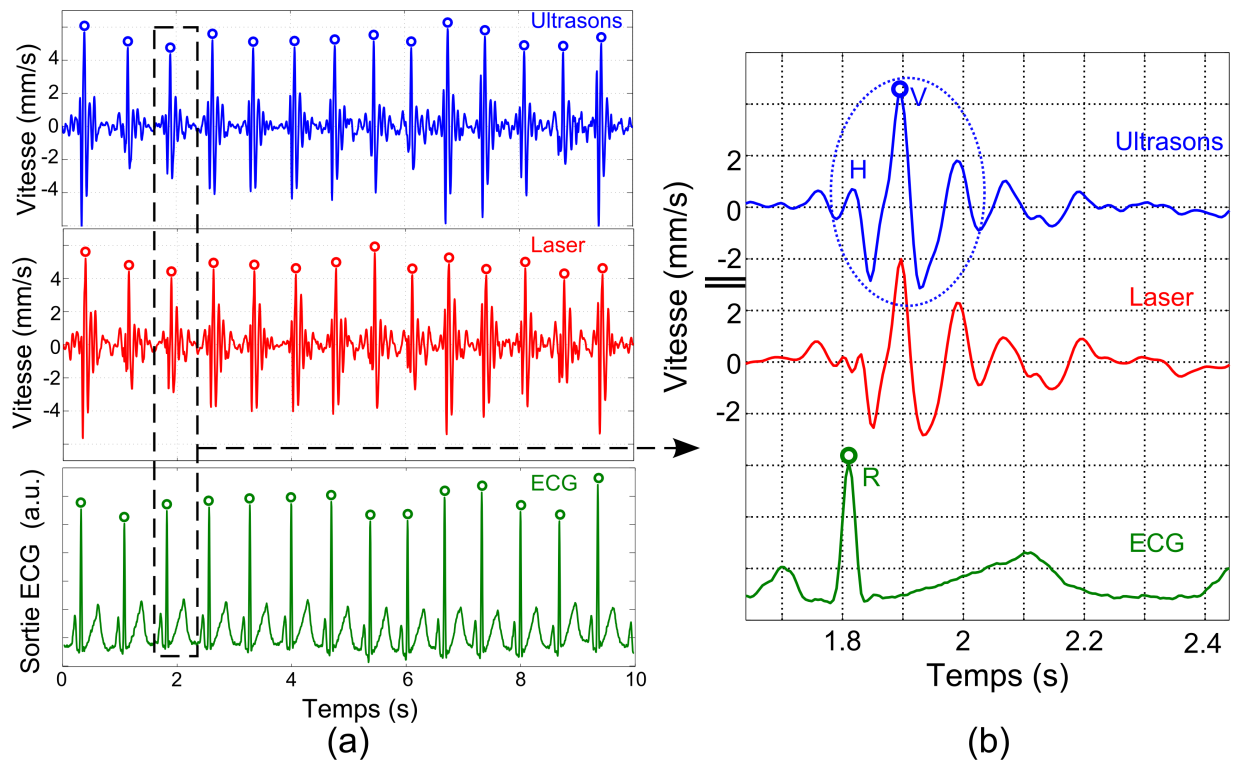 Ultrasons
Vitesse (mm/s)
6
4
2
0
-2
-4
Laser
Vitesse (mm/s)
6
4
2
0
-2
-4
ECG
Sortie ECG (a.u.)
0 2 4 6 8 10
Temps (s)
(a)
V
H
Ultrasons
2
0
-2
Vitesse (mm/s)
Laser
2
0
-2
R
ECG
1.8 2 2.2 2.4
Temps (s)
(b)